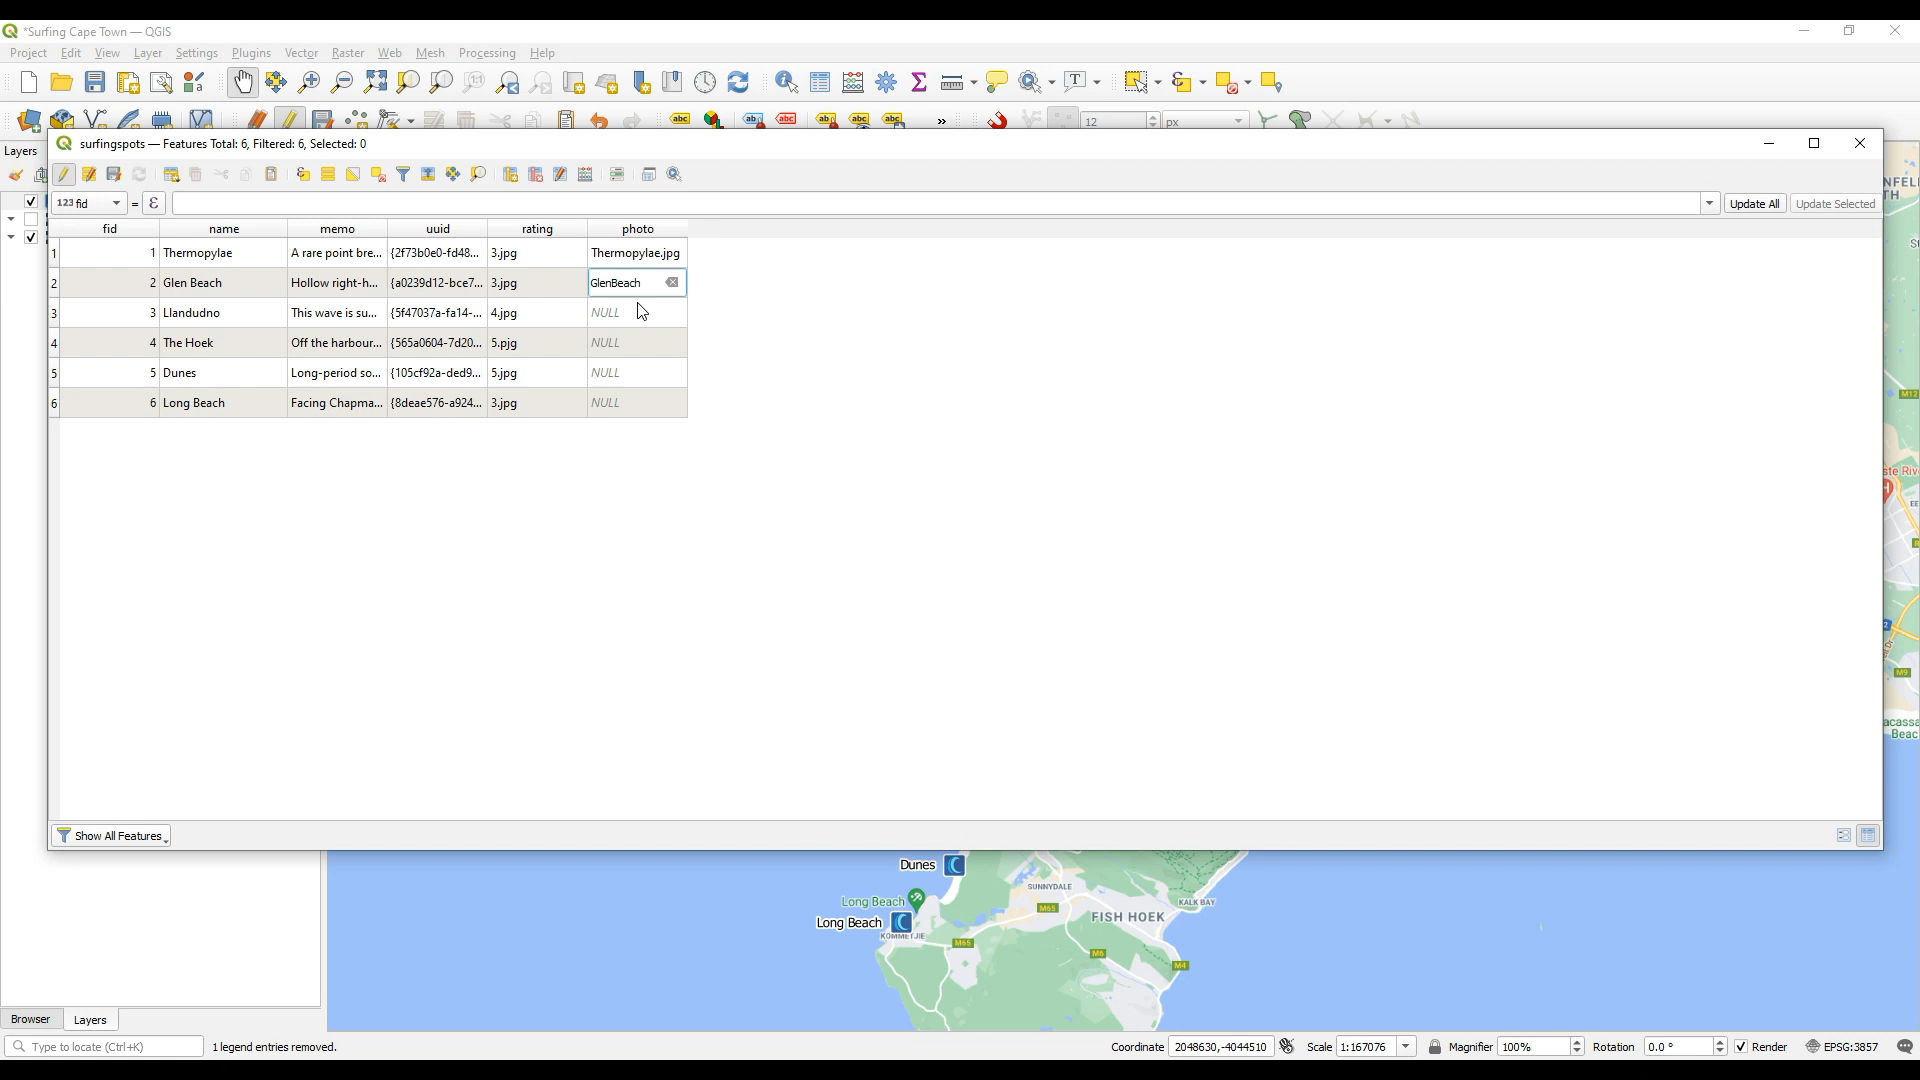 *Surfing Cape Town — QGIS
Project Edit View Layer Settings Plugins Vector Raster Web Mesh Processing Help
12 px
Layers
surfingspots — Features Total: 6, Filtered: 6, Selected: 0
123 fid = ε Update All Update Selected
fid name memo uuid rating photo
1 1 Thermopylae A rare point bre... {2f73b0e0-fd48... 3.jpg Thermopylae.jpg
2 2 Glen Beach Hollow right-h... {a0239d12-bce7... 3.jpg GlenBeach
3 3 Llandudno This wave is su... {5f47037a-fa14-... 4.jpg NULL
4 4 The Hoek Off the harbour... {565a0604-7d20... 5.pjg NULL
5 5 Dunes Long-period so... {105cf92a-ded9... 5.jpg NULL
6 6 Long Beach Facing Chapma... {8deae576-a924... 3.jpg NULL
M12
M9
Beac
Show All Features
Dunes
SUNNYDALE
Long Beach
KALK BAY
M65
FISH HOEK
Long Beach
KOMMETJIE
M65
M6
M4
Browser Layers
Type to locate (Ctrl+K) 1 legend entries removed. Coordinate 2048630,-4044510 Scale 1:167076 Magnifier 100% Rotation 0.0 ° Render EPSG:3857